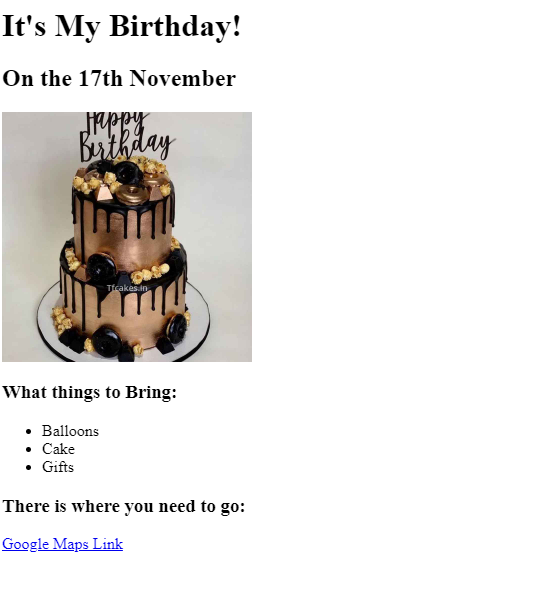 It's My Birthday!
On the 17th November
Happy
Birthday
Tfcakes.in
What things to Bring:
Balloons
Cake
Gifts
There is where you need to go:
Google Maps Link